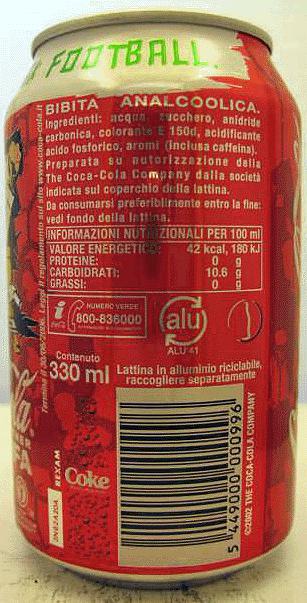 FOOTBALL.
BIBITA ANALCOOLICA.
Ingredienti: acqua, zucchero, anidride
carbonica, colorante E 150d, acidificante
acido fosforico, aromi (inclusa caffeina).
Preparata su autorizzazione della
The Coca-Cola Company dalla società
indicata sul coperchio della lattina.
Da consumarsi preferibilmente entro la fine:
vedi fondo della lattina.
INFORMAZIONI NUTRIZIONALI PER 100 ml
VALORE ENERGETICO: 42 kcal, 180 kJ
PROTEINE: 0 g
CARBOIDRATI: 10.6 g
GRASSI: 0 g
NUMERO VERDE
800-836000
alu
ALU 41
Contenuto
330 ml
Lattina in alluminio riciclabile,
raccogliere separatamente
REXAM
Coke
5 449000 000996
©2002 THE COCA-COLA COMPANY